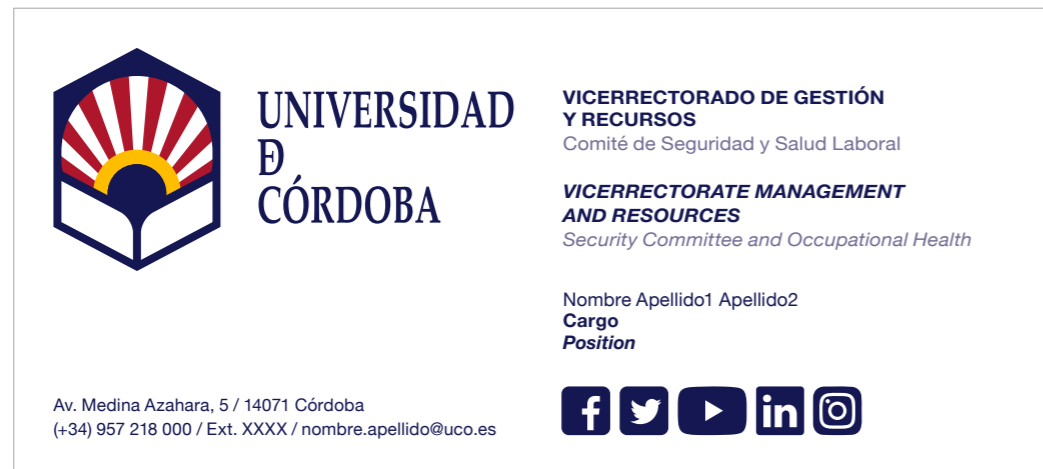 UNIVERSIDAD
Ð
CÓRDOBA
VICERRECTORADO DE GESTIÓN
Y RECURSOS
Comité de Seguridad y Salud Laboral
VICERRECTORATE MANAGEMENT
AND RESOURCES
Security Committee and Occupational Health
Nombre Apellido1 Apellido2
Cargo
Position
Av. Medina Azahara, 5 / 14071 Córdoba
(+34) 957 218 000 / Ext. XXXX / nombre.apellido@uco.es
f
in